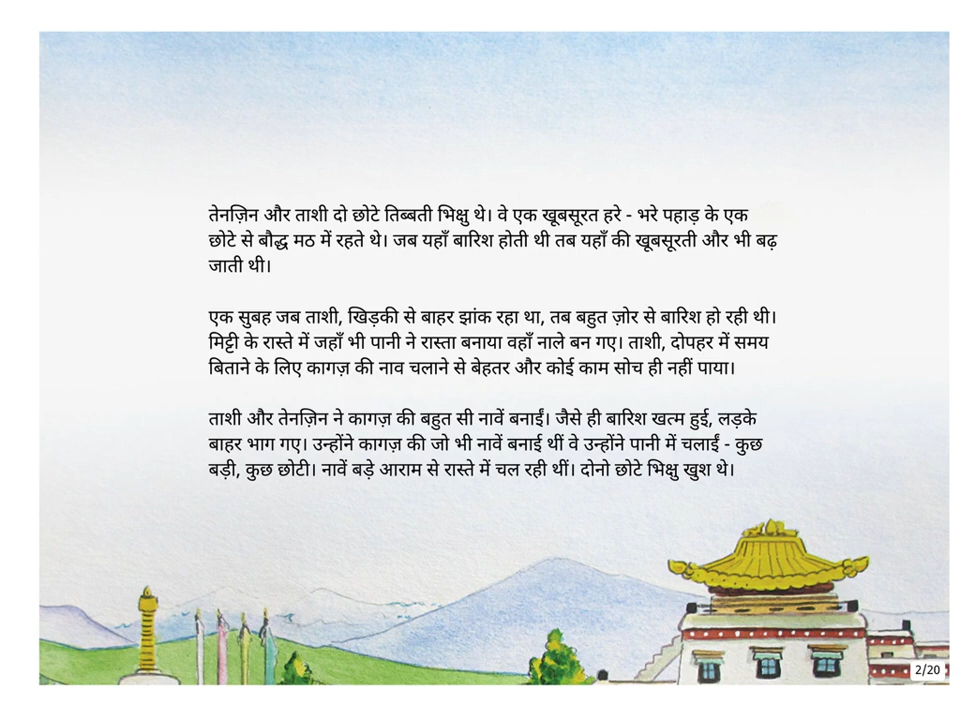 तेनज़िन और ताशी दो छोटे तिब्बती भिक्षु थे। वे एक खूबसूरत हरे - भरे पहाड़ के एक
छोटे से बौद्ध मठ में रहते थे। जब यहाँ बारिश होती थी तब यहाँ की खूबसूरती और भी बढ़
जाती थी।
एक सुबह जब ताशी, खिड़की से बाहर झांक रहा था, तब बहुत ज़ोर से बारिश हो रही थी।
मिट्टी के रास्ते में जहाँ भी पानी ने रास्ता बनाया वहाँ नाले बन गए। ताशी, दोपहर में समय
बिताने के लिए कागज़ की नाव चलाने से बेहतर और कोई काम सोच ही नहीं पाया।
ताशी और तेनज़िन ने कागज़ की बहुत सी नावें बनाईं। जैसे ही बारिश खत्म हुई, लड़के
बाहर भाग गए। उन्होंने कागज़ की जो भी नावें बनाई थीं वे उन्होंने पानी में चलाईं - कुछ
बड़ी, कुछ छोटी। नावें बड़े आराम से रास्ते में चल रही थीं। दोनो छोटे भिक्षु खुश थे।
2/20